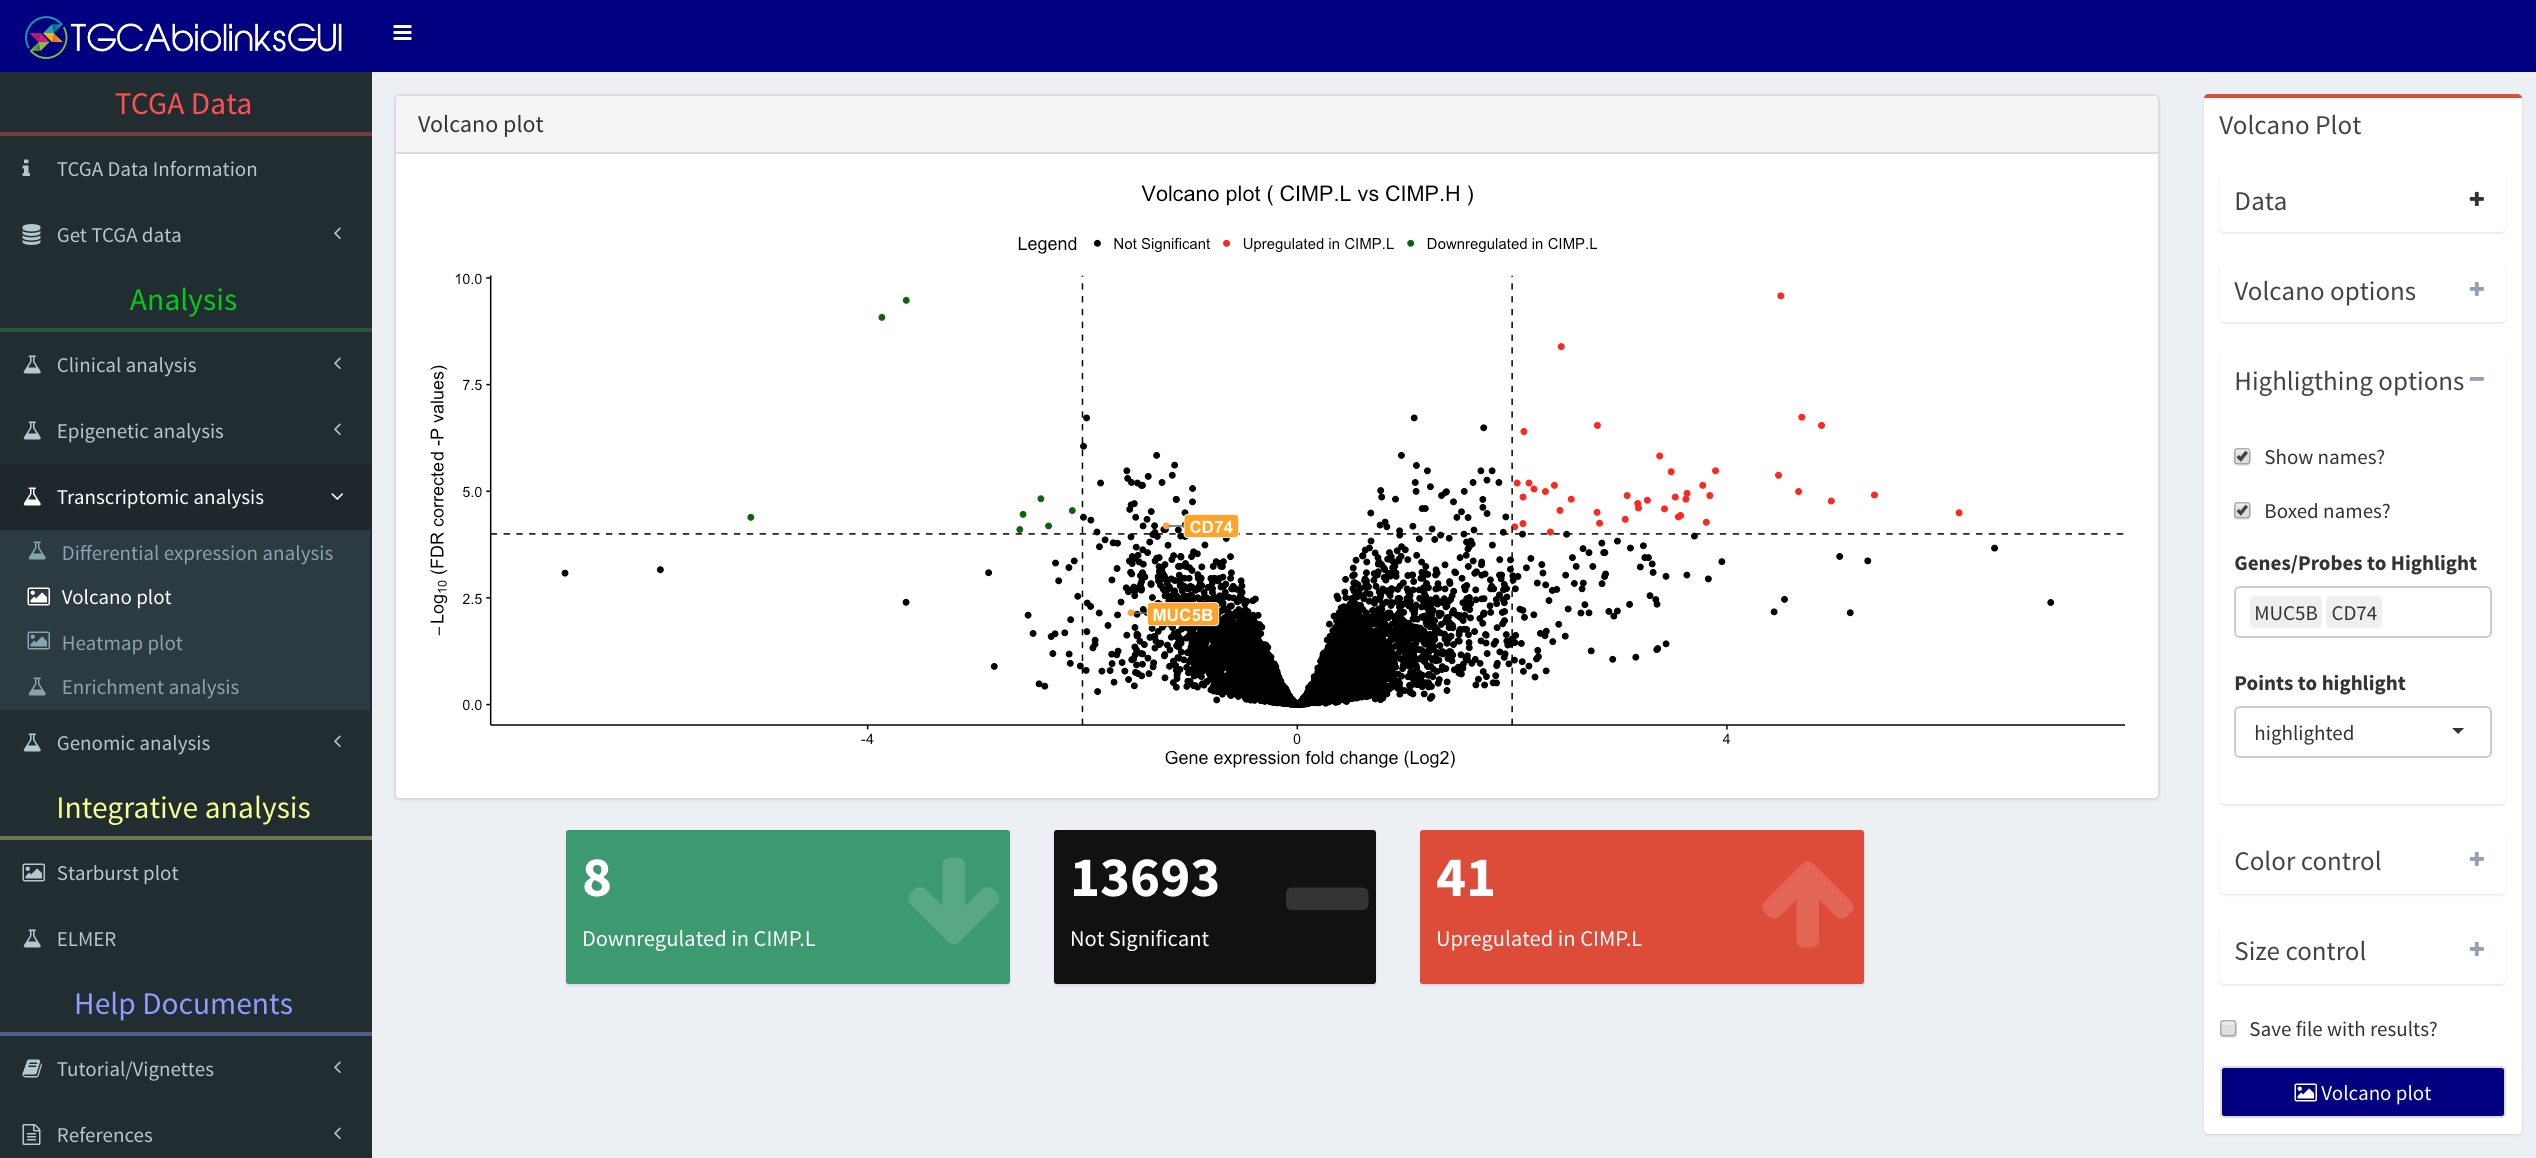 TGCAbiolinksGUI
TCGA Data
TCGA Data Information
Get TCGA data
Analysis
Clinical analysis
Epigenetic analysis
Transcriptomic analysis
Differential expression analysis
Volcano plot
Heatmap plot
Enrichment analysis
Genomic analysis
Integrative analysis
Starburst plot
ELMER
Help Documents
Tutorial/Vignettes
References
Volcano plot
Volcano plot ( CIMP.L vs CIMP.H )
Legend Not Significant Upregulated in CIMP.L Downregulated in CIMP.L
−Log10 (FDR corrected -P values)
10.0
7.5
5.0
2.5
0.0
CD74
MUC5B
-4 0 4
Gene expression fold change (Log2)
8
Downregulated in CIMP.L
13693
Not Significant
41
Upregulated in CIMP.L
Volcano Plot
Data
Volcano options
Highligthing options
Show names?
Boxed names?
Genes/Probes to Highlight
MUC5B CD74
Points to highlight
highlighted
Color control
Size control
Save file with results?
Volcano plot